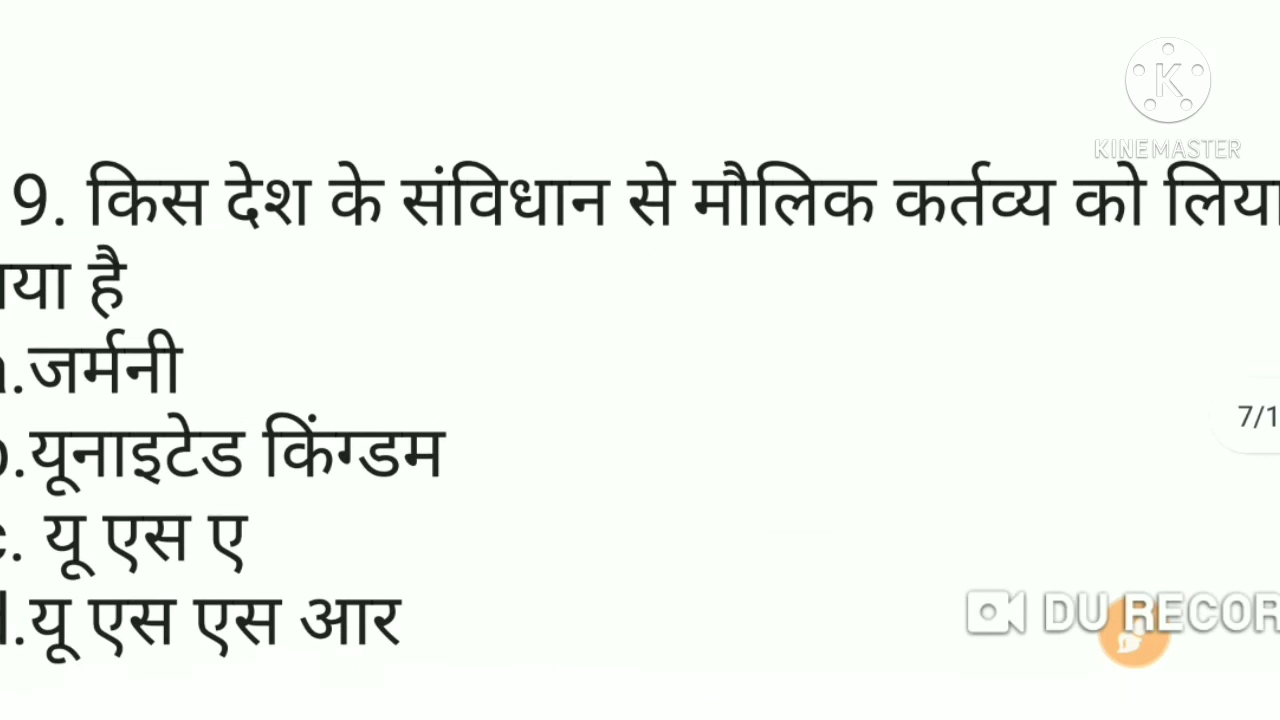 KINEMASTER
9. किस देश के संविधान से मौलिक कर्तव्य को लिया
है
.जर्मनी
7/1
.यूनाइटेड किंग्डम
. यू एस ए
.यू एस एस आर
DU RECOR